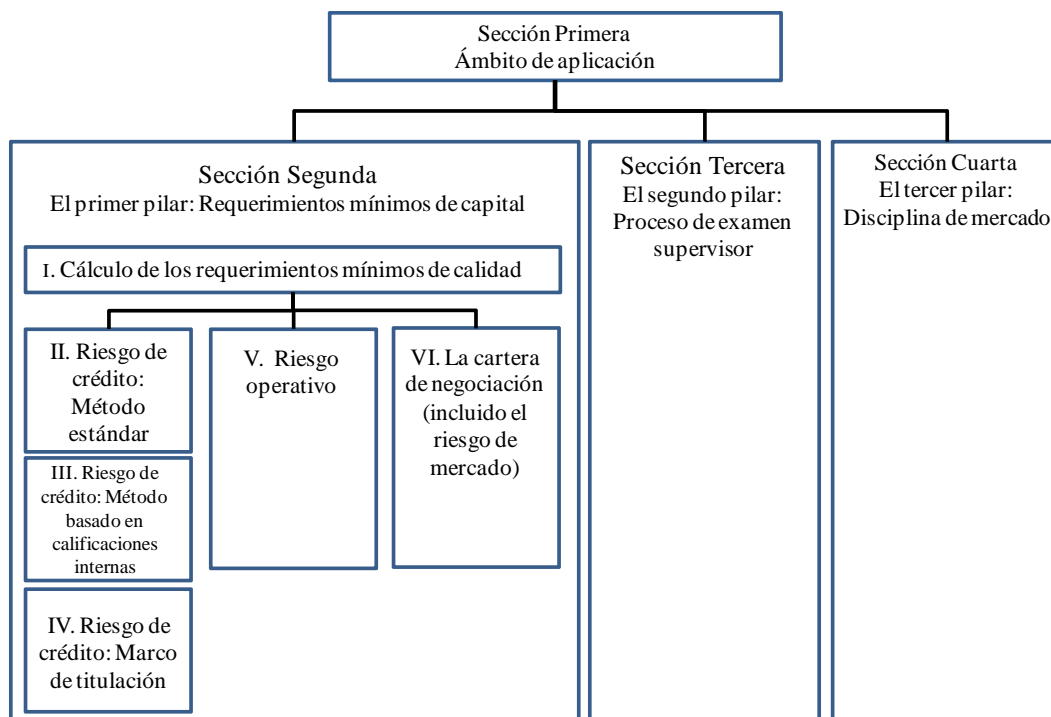 Sección Primera
Ámbito de aplicación
Sección Segunda
El primer pilar: Requerimientos mínimos de capital
I. Cálculo de los requerimientos mínimos de calidad
II. Riesgo de
crédito:
Método
estándar
III. Riesgo de
crédito: Método
basado en
calificaciones
internas
IV. Riesgo de
crédito: Marco
de titulación
V. Riesgo
operativo
VI. La cartera
de negociación
(incluido el
riesgo de
mercado)
Sección Tercera
El segundo pilar:
Proceso de examen
supervisor
Sección Cuarta
El tercer pilar:
Disciplina de mercado